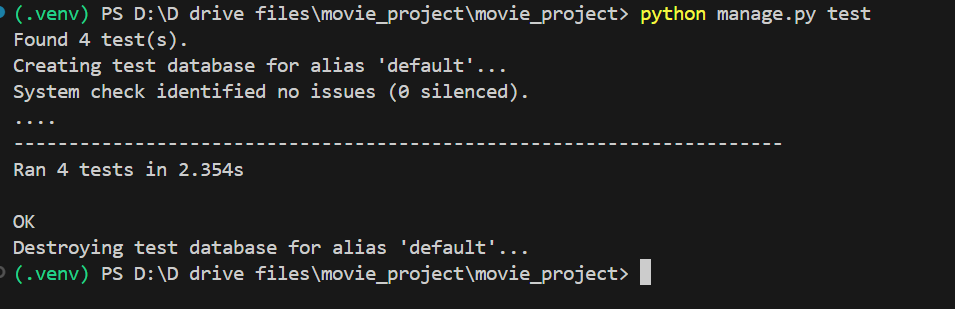 (.venv) PS D:\D drive files\movie_project\movie_project> python manage.py test
Found 4 test(s).
Creating test database for alias 'default'...
System check identified no issues (0 silenced).
....
----------------------------------------------------------------------
Ran 4 tests in 2.354s
OK
Destroying test database for alias 'default'...
(.venv) PS D:\D drive files\movie_project\movie_project>